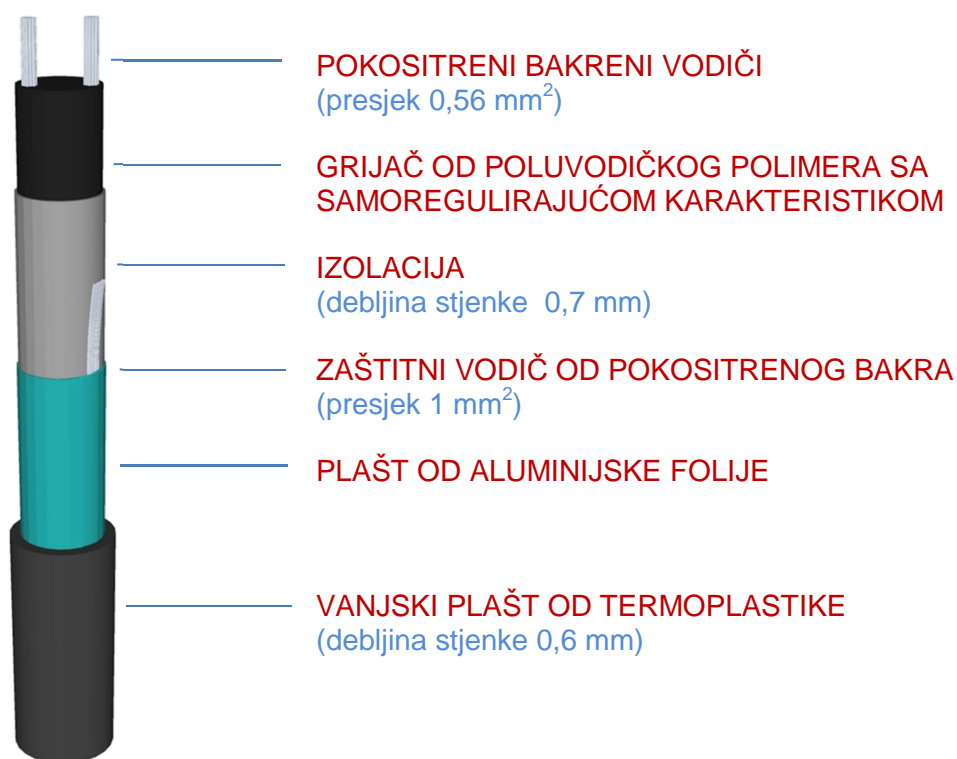 POKOSITRENI BAKRENI VODIČI
(presjek 0,56 mm²)
GRIJAČ OD POLUVODIČKOG POLIMERA SA
SAMOREGULIRAJUĆOM KARAKTERISTIKOM
IZOLACIJA
(debljina stjenke 0,7 mm)
ZAŠTITNI VODIČ OD POKOSITRENOG BAKRA
(presjek 1 mm²)
PLAŠT OD ALUMINIJSKE FOLIJE
VANJSKI PLAŠT OD TERMOPLASTIKE
(debljina stjenke 0,6 mm)